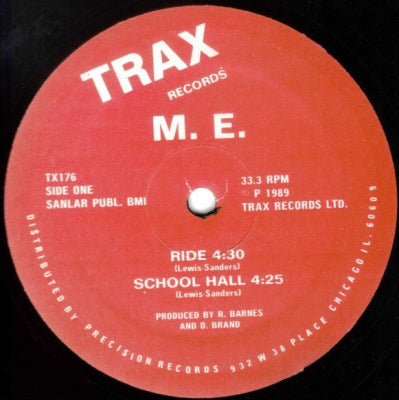 TRAX
RECORDS
M. E.
TX176
SIDE ONE
SANLAR PUBL. BMI
33.3 RPM
℗ 1989
TRAX RECORDS LTD.
RIDE 4:30
(Lewis-Sanders)
SCHOOL HALL 4:25
(Lewis-Sanders)
PRODUCED BY R. BARNES
AND D. BRAND
DISTRIBUTED BY PRECISION RECORDS 932 W 38 PLACE CHICAGO IL. 60609